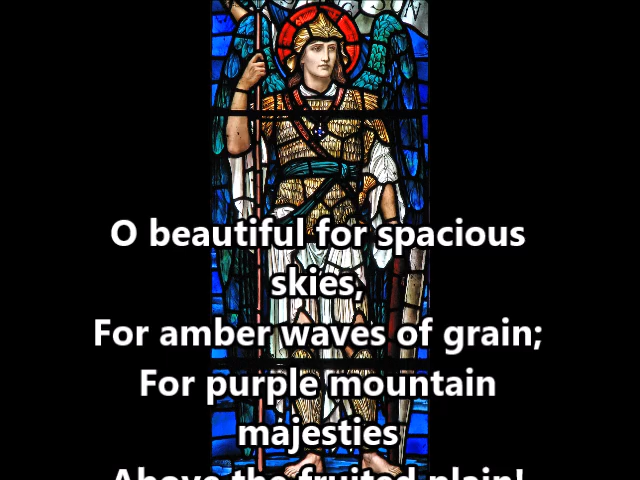 O beautiful for spacious
skies,
For amber waves of grain;
For purple mountain
majesties
Above the fruited plain!